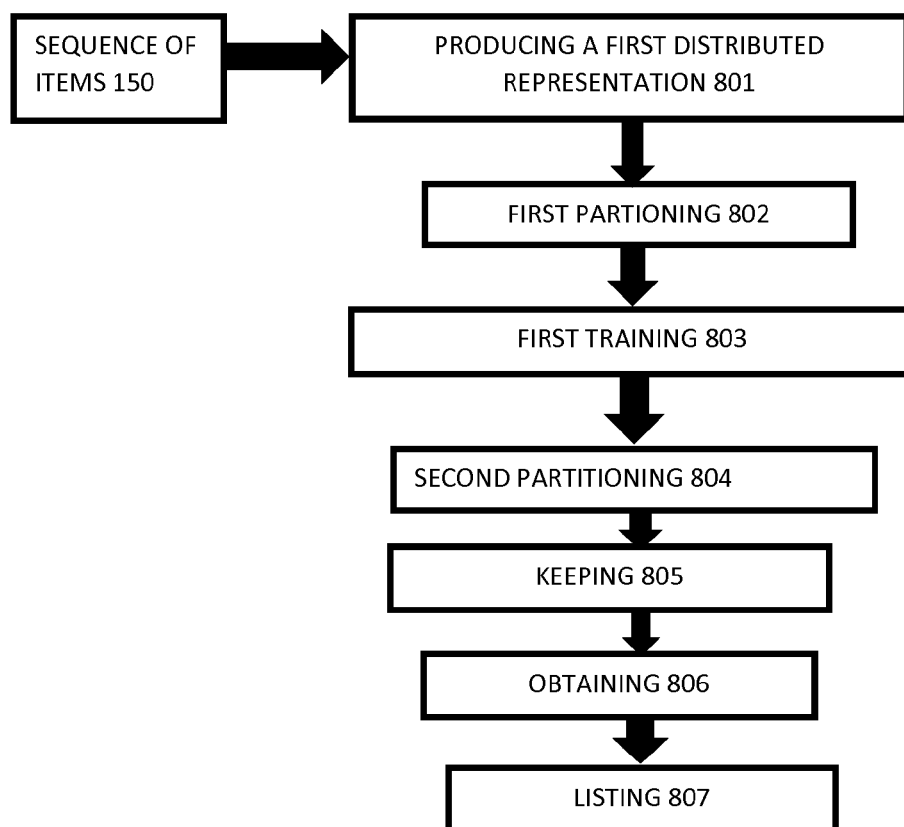 SEQUENCE OF
ITEMS 150
PRODUCING A FIRST DISTRIBUTED
REPRESENTATION 801
FIRST PARTIONING 802
FIRST TRAINING 803
SECOND PARTITIONING 804
KEEPING 805
OBTAINING 806
LISTING 807